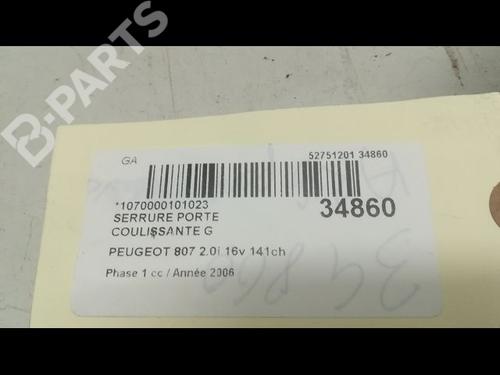 B-PARTS
GA
52751201 34860
*1070000101023
34860
SERRURE PORTE
COULISSANTE G
PEUGEOT 807 2.0i 16v 141ch
Phase 1 cc / Année 2006